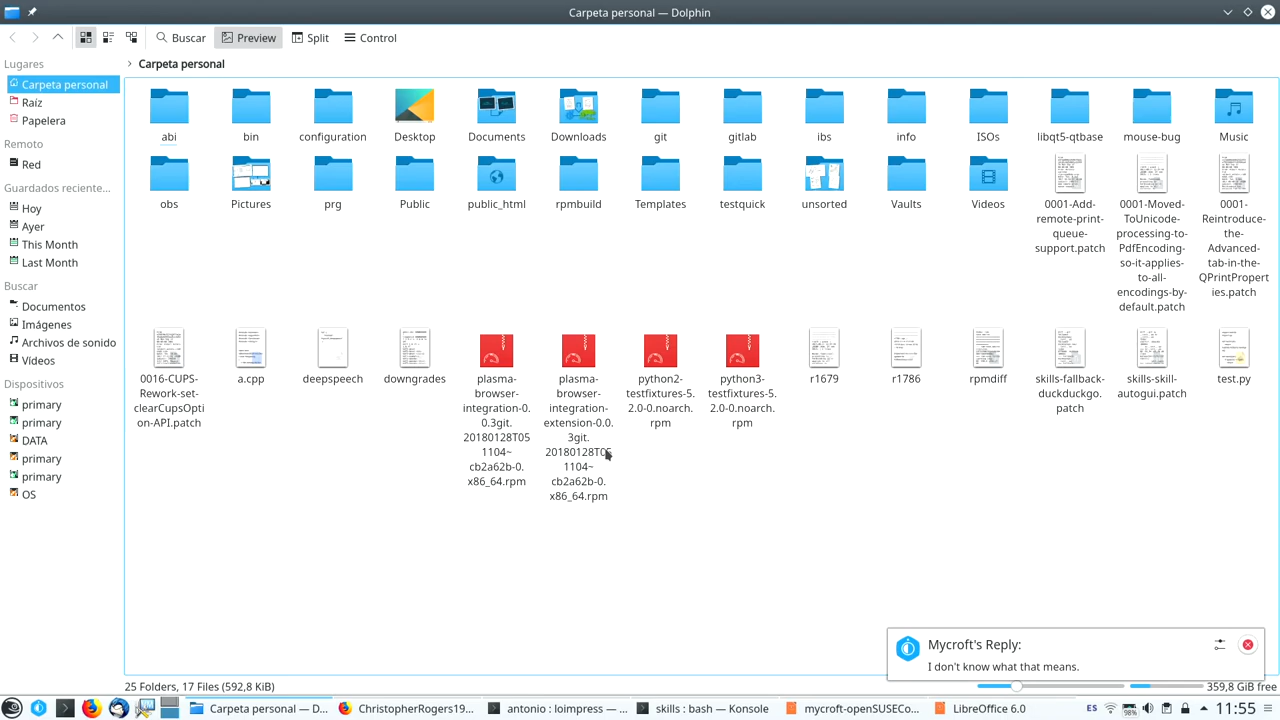 Carpeta personal — Dolphin
Buscar
Preview
Split
Control
Lugares
Carpeta personal
Raíz
Papelera
Remoto
Red
Guardados reciente...
Hoy
Ayer
This Month
Last Month
Buscar
Documentos
Imágenes
Archivos de sonido
Vídeos
Dispositivos
primary
primary
DATA
primary
primary
OS
Carpeta personal
abi
bin
configuration
Desktop
Documents
Downloads
git
gitlab
ibs
info
ISOs
libqt5-qtbase
mouse-bug
Music
obs
Pictures
prg
Public
public_html
rpmbuild
Templates
testquick
unsorted
Vaults
Videos
0001-Add-
remote-print-
queue-
support.patch
0001-Moved-
ToUnicode-
processing-to-
PdfEncoding-
so-it-applies-
to-all-
encodings-by-
default.patch
0001-
Reintroduce-
the-
Advanced-
tab-in-the-
QPrintPropert
ies.patch
0016-CUPS-
Rework-set-
clearCupsOpti
on-API.patch
a.cpp
deepspeech
downgrades
plasma-
browser-
integration-0.
0.3git.
20180128T05
1104~
cb2a62b-0.
x86_64.rpm
plasma-
browser-
integration-
extension-0.0.
3git.
20180128T05
1104~
cb2a62b-0.
x86_64.rpm
python2-
testfixtures-5.
2.0-0.noarch.
rpm
python3-
testfixtures-5.
2.0-0.noarch.
rpm
r1679
r1786
rpmdiff
skills-fallback-
duckduckgo.
patch
skills-skill-
autogui.patch
test.py
Mycroft's Reply:
I don't know what that means.
25 Folders, 17 Files (592,8 KiB)
359,8 GiB free
Carpeta personal — D...
ChristopherRogers19...
antonio : loimpress — ...
skills : bash — Konsole
mycroft-openSUSECo...
LibreOffice 6.0
ES
98%
11:55